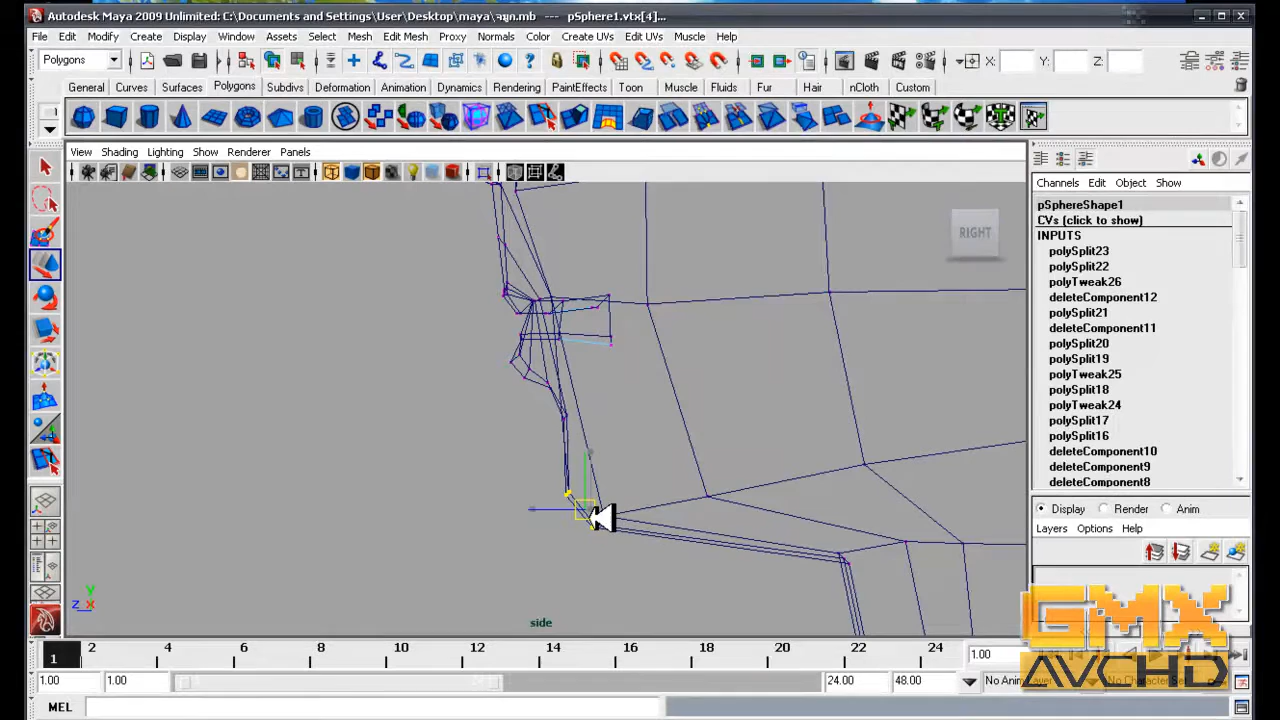 Autodesk Maya 2009 Unlimited: C:\Documents and Settings\User\Desktop\maya\קוף.mb --- pSphere1.vtx[4]...
File Edit Modify Create Display Window Assets Select Mesh Edit Mesh Proxy Normals Color Create UVs Edit UVs Muscle Help
Polygons X: Y: Z:
General Curves Surfaces Polygons Subdivs Deformation Animation Dynamics Rendering PaintEffects Toon Muscle Fluids Fur Hair nCloth Custom
View Shading Lighting Show Renderer Panels
Channels Edit Object Show
pSphereShape1
CVs (click to show)
INPUTS
polySplit23
polySplit22
polyTweak26
deleteComponent12
polySplit21
deleteComponent11
polySplit20
polySplit19
polyTweak25
polySplit18
polyTweak24
polySplit17
polySplit16
deleteComponent10
deleteComponent9
deleteComponent8
RIGHT
Display Render Anim
Layers Options Help
Y
Z X
side
GMX
AVCHD
1 2 4 6 8 10 12 14 16 18 20 22 24 1.00
1.00 1.00 24.00 48.00 No Anim Layer No Character Set
MEL